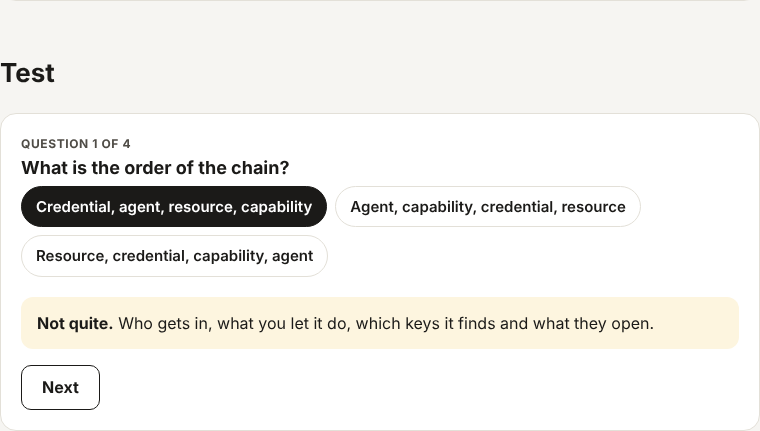 Test
QUESTION 1 OF 4
What is the order of the chain?
Credential, agent, resource, capability
Agent, capability, credential, resource
Resource, credential, capability, agent
Not quite. Who gets in, what you let it do, which keys it finds and what they open.
Next